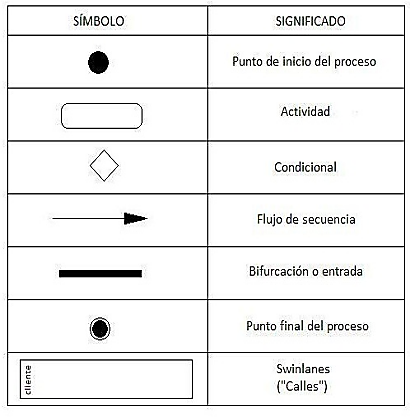 SÍMBOLO SIGNIFICADO
Punto de inicio del proceso
Actividad
Condicional
Flujo de secuencia
Bifurcación o entrada
Punto final del proceso
cliente
Swinlanes
("Calles")